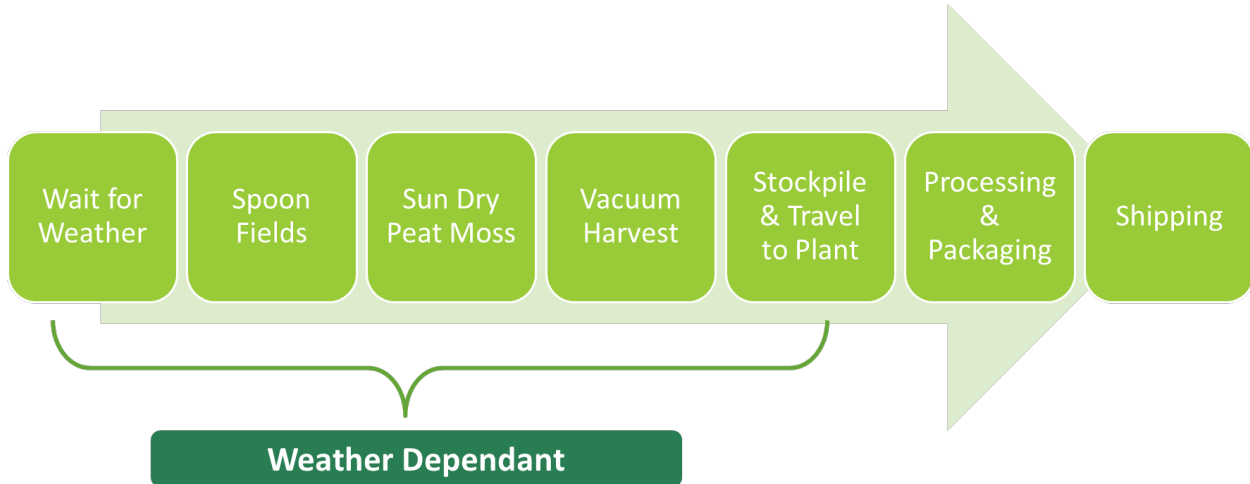 Wait for
Weather
Spoon
Fields
Sun Dry
Peat Moss
Vacuum
Harvest
Stockpile
& Travel
to Plant
Processing
&
Packaging
Shipping
Weather Dependant